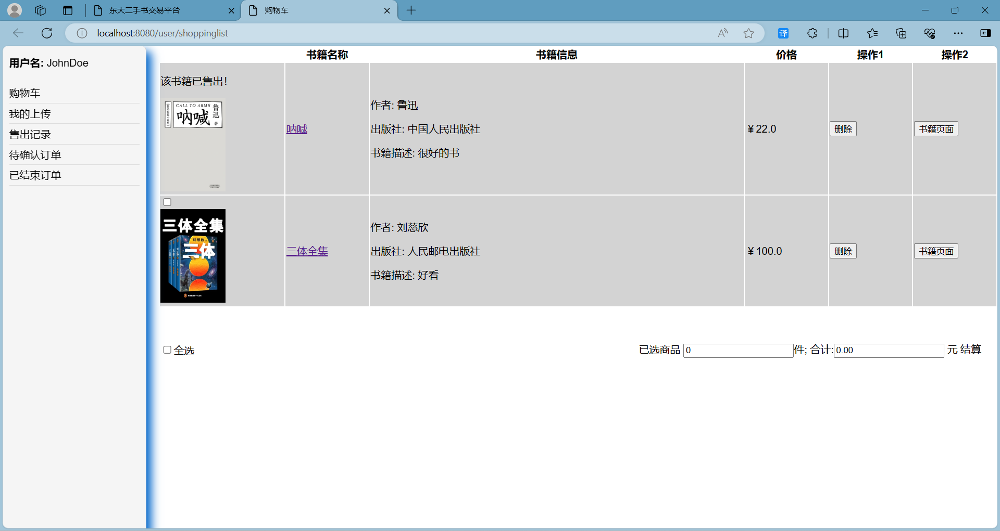 东大二手书交易平台
购物车
localhost:8080/user/shoppinglist
译
用户名: JohnDoe
购物车
我的上传
售出记录
待确认订单
已结束订单
书籍名称 书籍信息 价格 操作1 操作2
该书籍已售出!
CALL TO ARMS
呐喊
鲁迅 著
呐喊
作者: 鲁迅
出版社: 中国人民出版社
书籍描述: 很好的书
¥ 22.0
删除
书籍页面
三体全集
刘慈欣
三体
三体全集
作者: 刘慈欣
出版社: 人民邮电出版社
书籍描述: 好看
¥ 100.0
删除
书籍页面
全选
已选商品 0 件; 合计: 0.00 元 结算